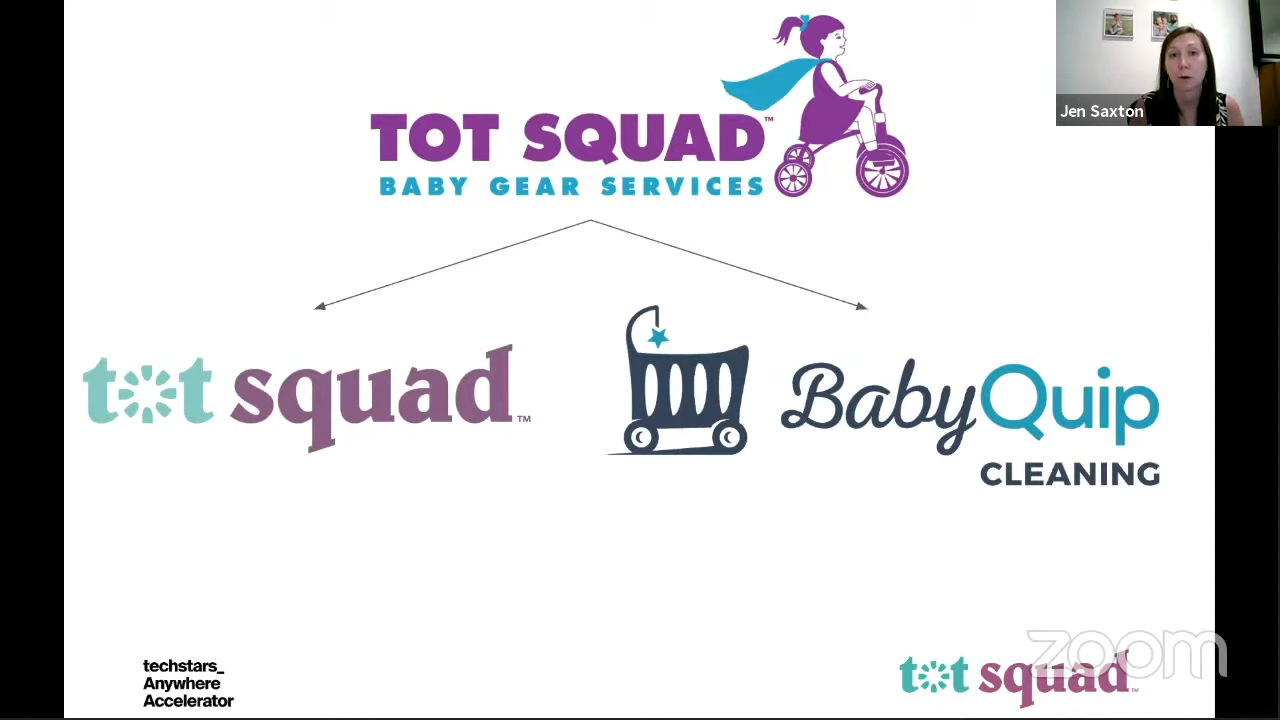 TOT SQUAD™
BABY GEAR SERVICES
Jen Saxton
tot squad™
BabyQuip
CLEANING
techstars_
Anywhere
Accelerator
tot squad™
zoom